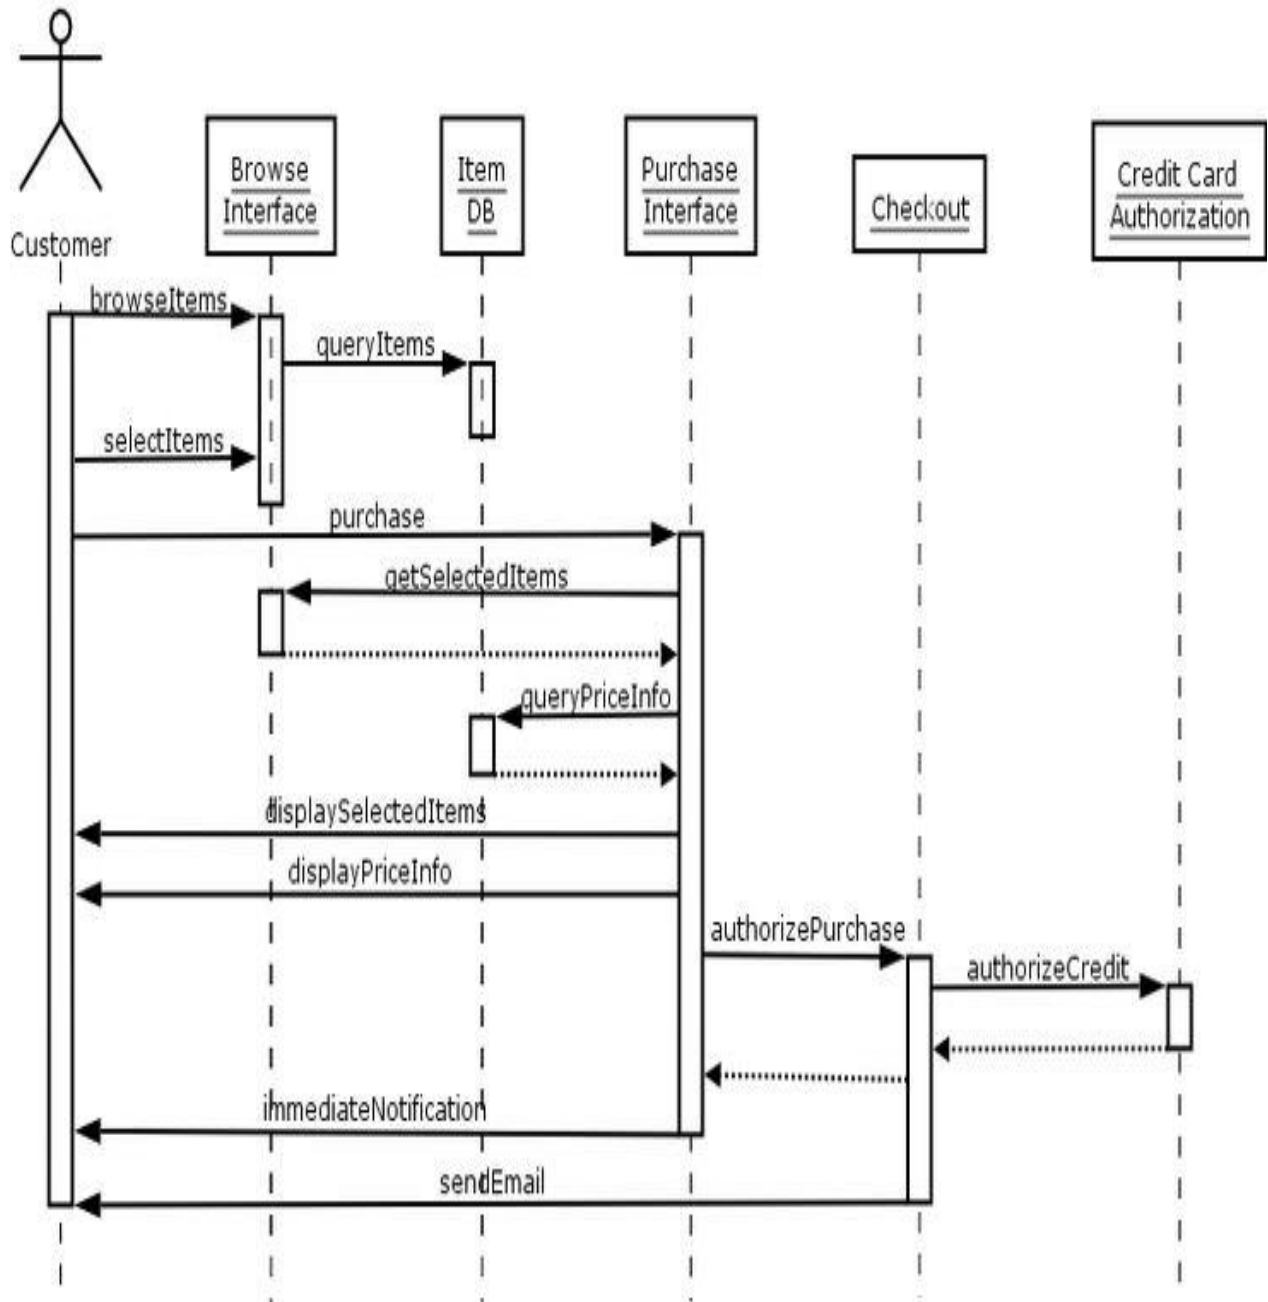 Customer
Browse
Interface
Item
DB
Purchase
Interface
Checkout
Credit Card
Authorization
browseItems
queryItems
selectItems
purchase
getSelectedItems
queryPriceInfo
displaySelectedItems
displayPriceInfo
authorizePurchase
authorizeCredit
immediateNotification
sendEmail